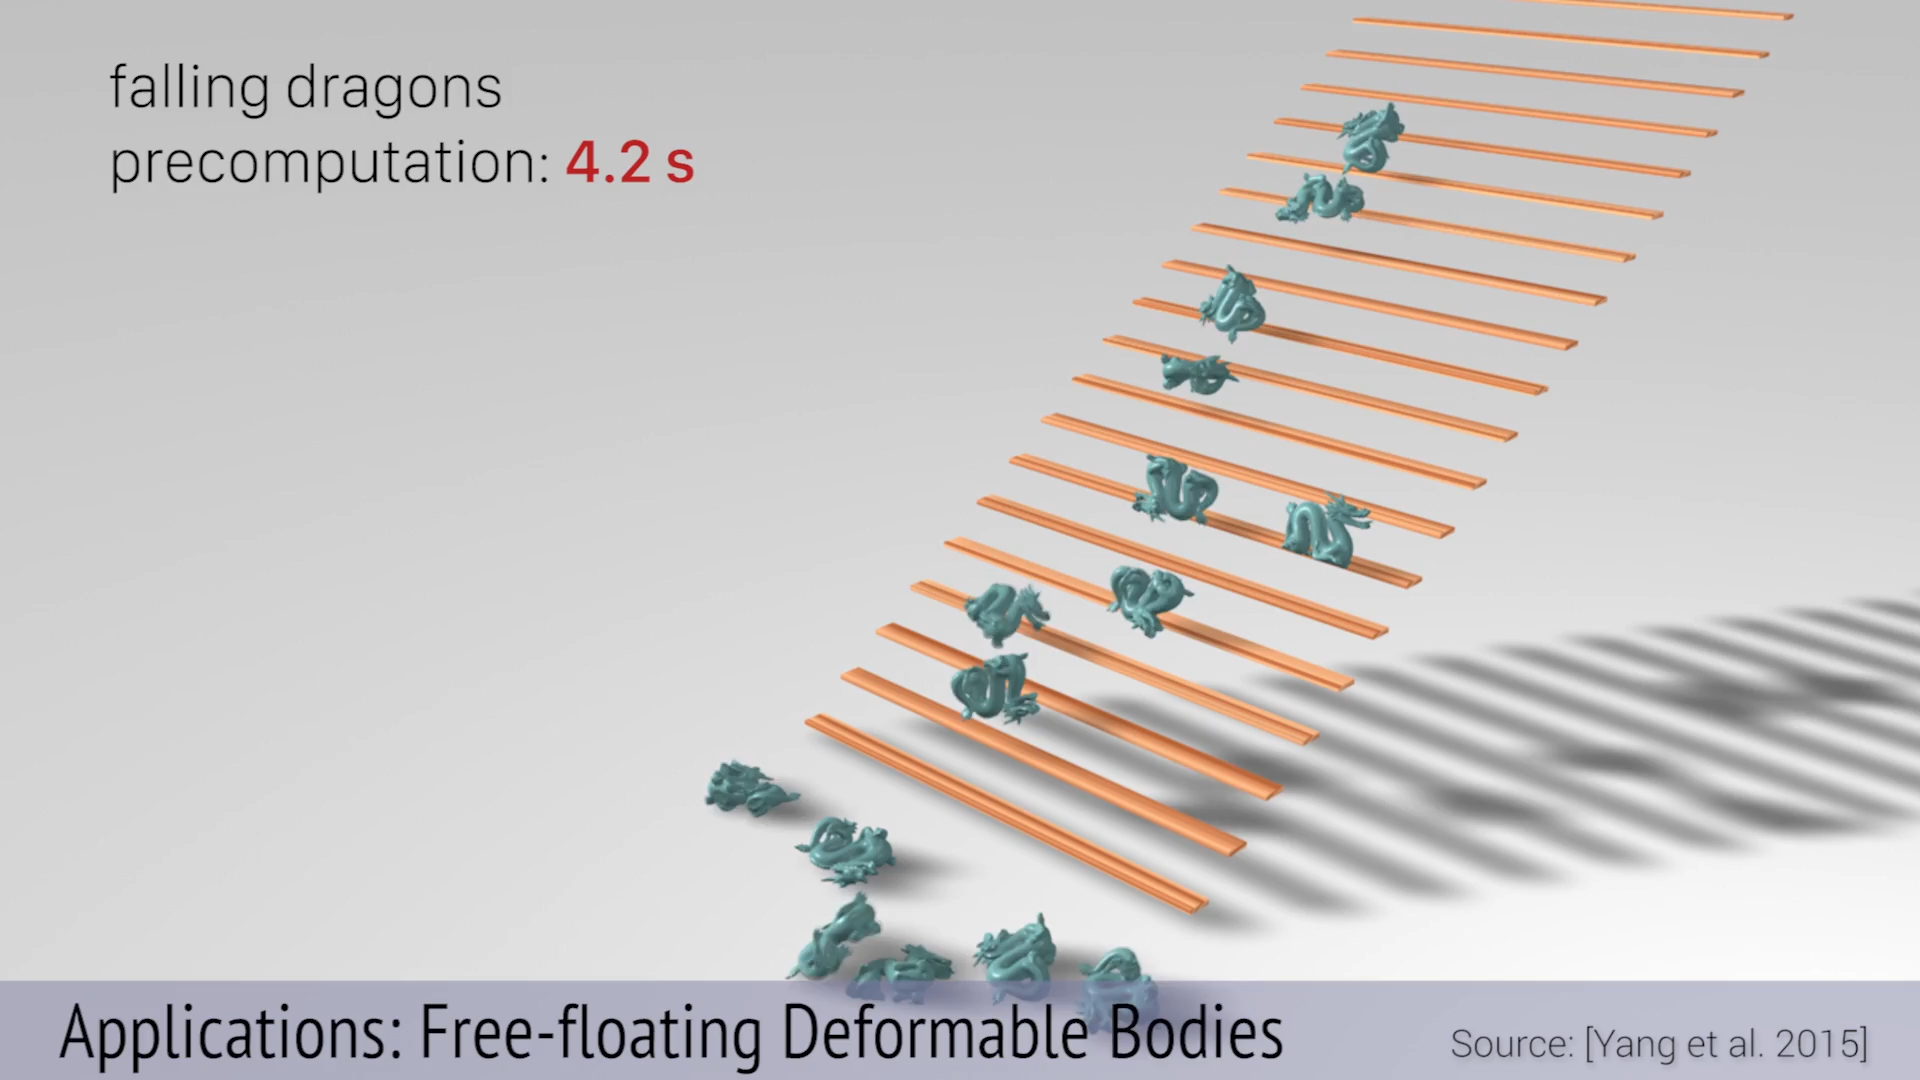 falling dragons
precomputation: 4.2 s
Applications: Free-floating Deformable Bodies
Source: [Yang et al. 2015]